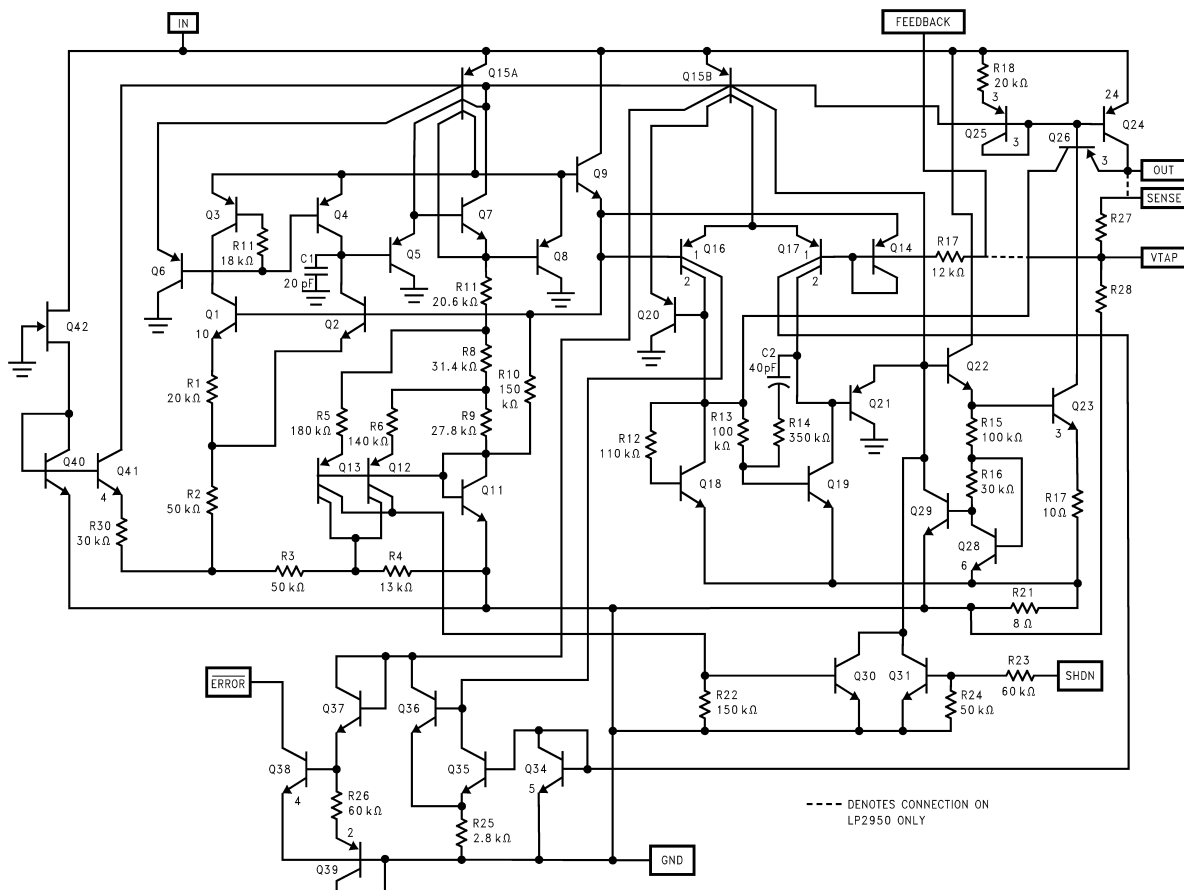 IN
FEEDBACK
Q15A
Q15B
R18
20 kΩ
3
Q25
3
24
Q24
Q26
3
OUT
SENSE
R27
VTAP
R28
Q3
R11
18 kΩ
Q4
Q9
Q7
Q5
Q8
Q6
C1
20 pF
R11
20.6 kΩ
Q16
1
2
Q17
1
2
Q14
R17
12 kΩ
Q20
Q42
Q1
10
Q2
R8
31.4 kΩ
R10
150
kΩ
C2
40pF
Q22
R1
20 kΩ
R5
180 kΩ
R6
140 kΩ
R9
27.8 kΩ
R12
110 kΩ
R13
100
kΩ
R14
350 kΩ
Q21
R15
100 kΩ
Q23
3
Q40
Q41
4
Q13
Q12
Q11
Q18
Q19
R16
30 kΩ
R17
10Ω
R2
50 kΩ
R30
30 kΩ
Q29
Q28
6
R3
50 kΩ
R4
13 kΩ
R21
8 Ω
ERROR
Q37
Q36
R22
150 kΩ
Q30
Q31
R24
50 kΩ
R23
60 kΩ
SHDN
Q38
4
Q35
Q34
5
R26
60 kΩ
R25
2.8 kΩ
2
Q39
GND
DENOTES CONNECTION ON
LP2950 ONLY